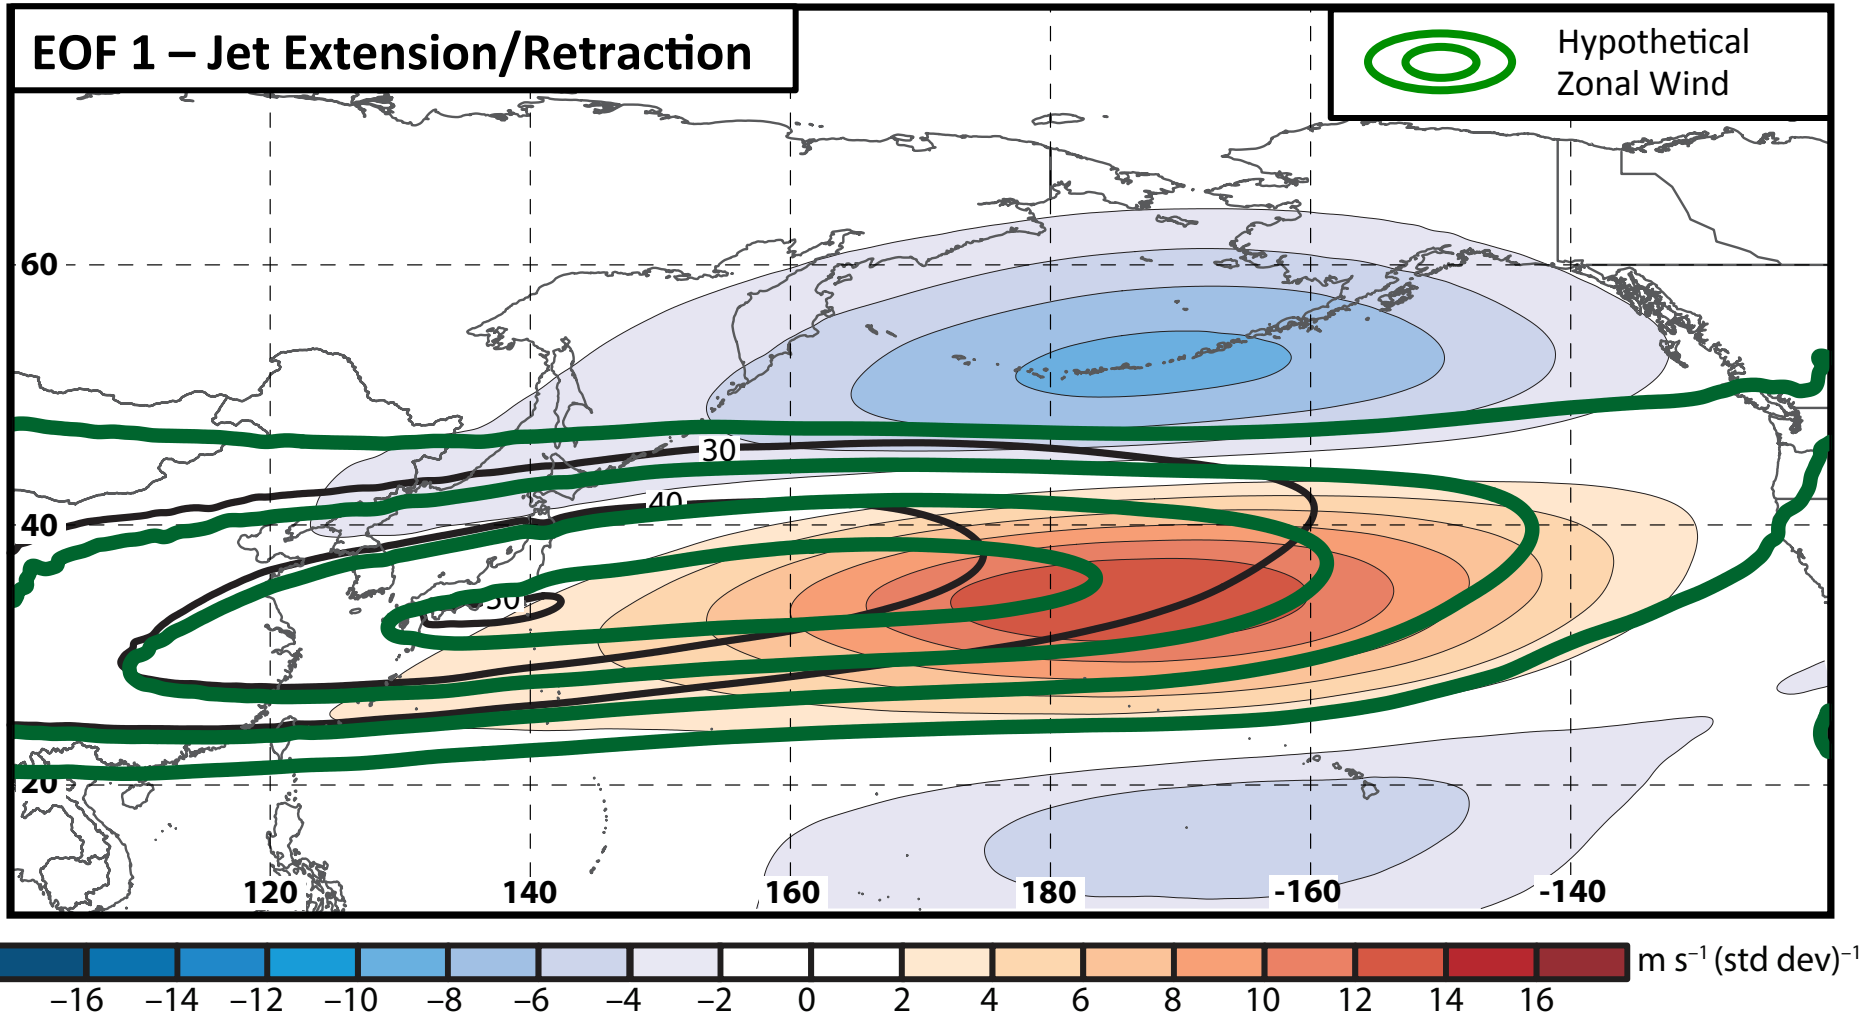 EOF 1 – Jet Extension/Retraction
Hypothetical
Zonal Wind
60
30
40
40
50
20
120 140 160 180 -160 -140
−16 −14 −12 −10 −8 −6 −4 −2 0 2 4 6 8 10 12 14 16
m s⁻¹ (std dev)⁻¹